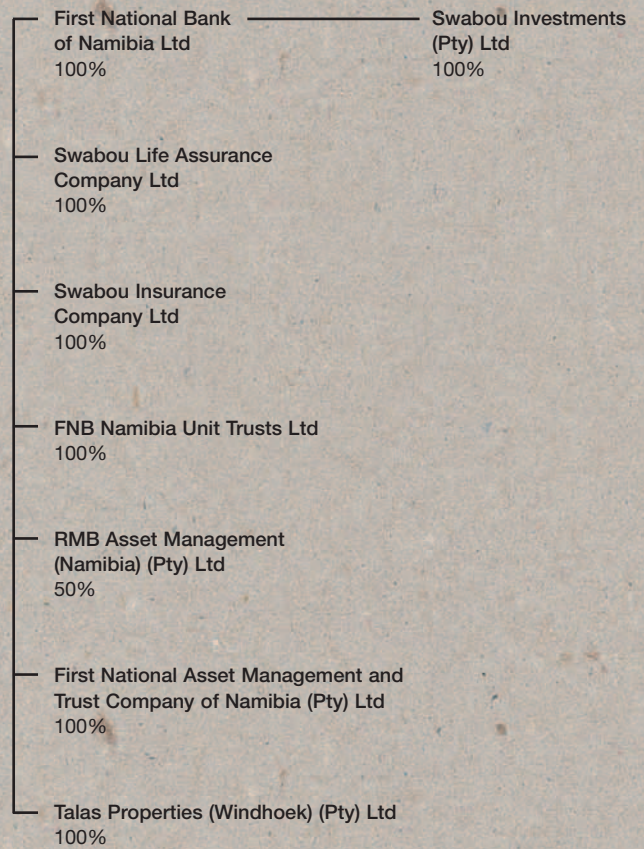 First National Bank
of Namibia Ltd
100%
Swabou Investments
(Pty) Ltd
100%
Swabou Life Assurance
Company Ltd
100%
Swabou Insurance
Company Ltd
100%
FNB Namibia Unit Trusts Ltd
100%
RMB Asset Management
(Namibia) (Pty) Ltd
50%
First National Asset Management and
Trust Company of Namibia (Pty) Ltd
100%
Talas Properties (Windhoek) (Pty) Ltd
100%